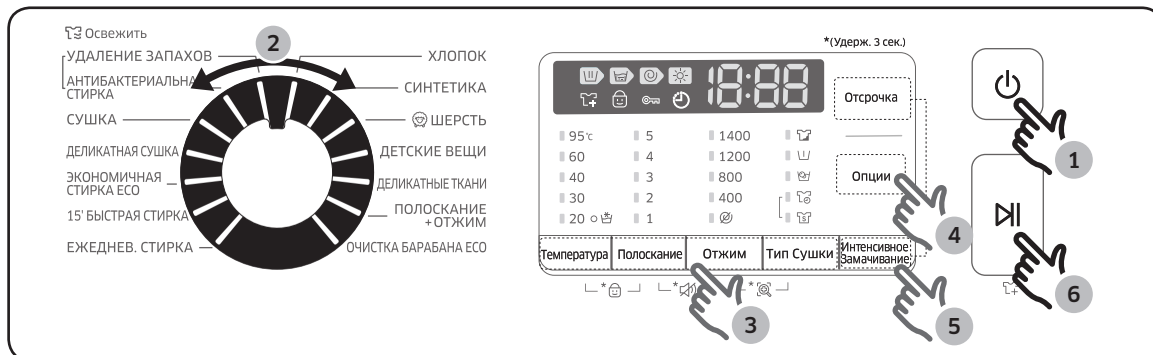 Освежить
УДАЛЕНИЕ ЗАПАХОВ
АНТИБАКТЕРИАЛЬНА
СТИРКА
СУШКА
ДЕЛИКАТНАЯ СУШКА
ЭКОНОМИЧНАЯ
СТИРКА ECO
15' БЫСТРАЯ СТИРКА
ЕЖЕДНЕВ. СТИРКА
2
ХЛОПОК
СИНТЕТИКА
ШЕРСТЬ
ДЕТСКИЕ ВЕЩИ
ДЕЛИКАТНЫЕ ТКАНИ
ПОЛОСКАНИЕ
+ОТЖИМ
ОЧИСТКА БАРАБАНА ECO
*(Удерж. 3 сек.)
18:88
Отсрочка
95℃ 5 1400
60 4 1200
40 3 800
30 2 400
20 1
Опции
Температура Полоскание Отжим Тип Сушки Интенсивное
Замачивание
* * *
1
3
4
5
6